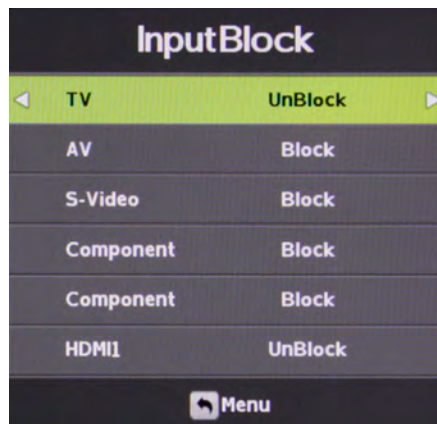 InputBlock
TV UnBlock
AV Block
S-Video Block
Component Block
Component Block
HDMI1 UnBlock
Menu